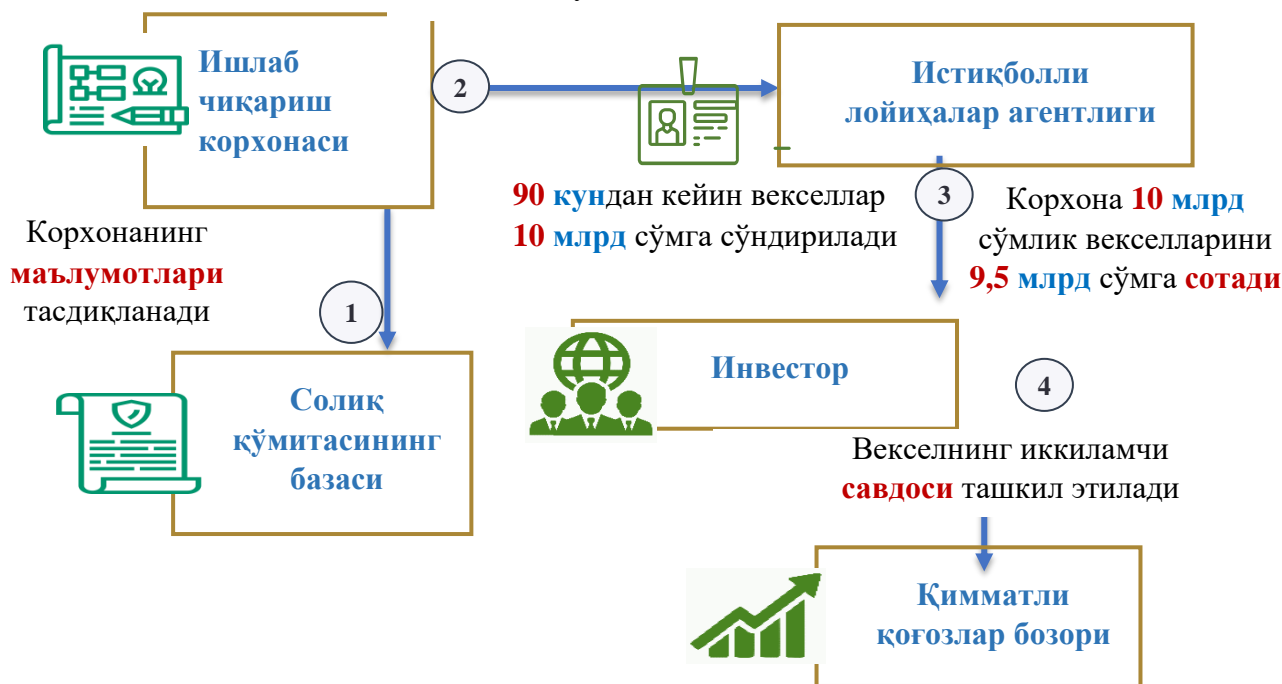 Ишлаб
чиқариш
корхонаси
2
Истиқболли
лойиҳалар агентлиги
90 кундан кейин векселлар
10 млрд сўмга сўндирилади
3
Корхона 10 млрд
сўмлик векселларини
9,5 млрд сўмга сотади
Корхонанинг
маълумотлари
тасдиқланади
1
Солиқ
қўмитасининг
базаси
Инвестор
4
Векселнинг иккиламчи
савдоси ташкил этилади
Қимматли
қоғозлар бозори